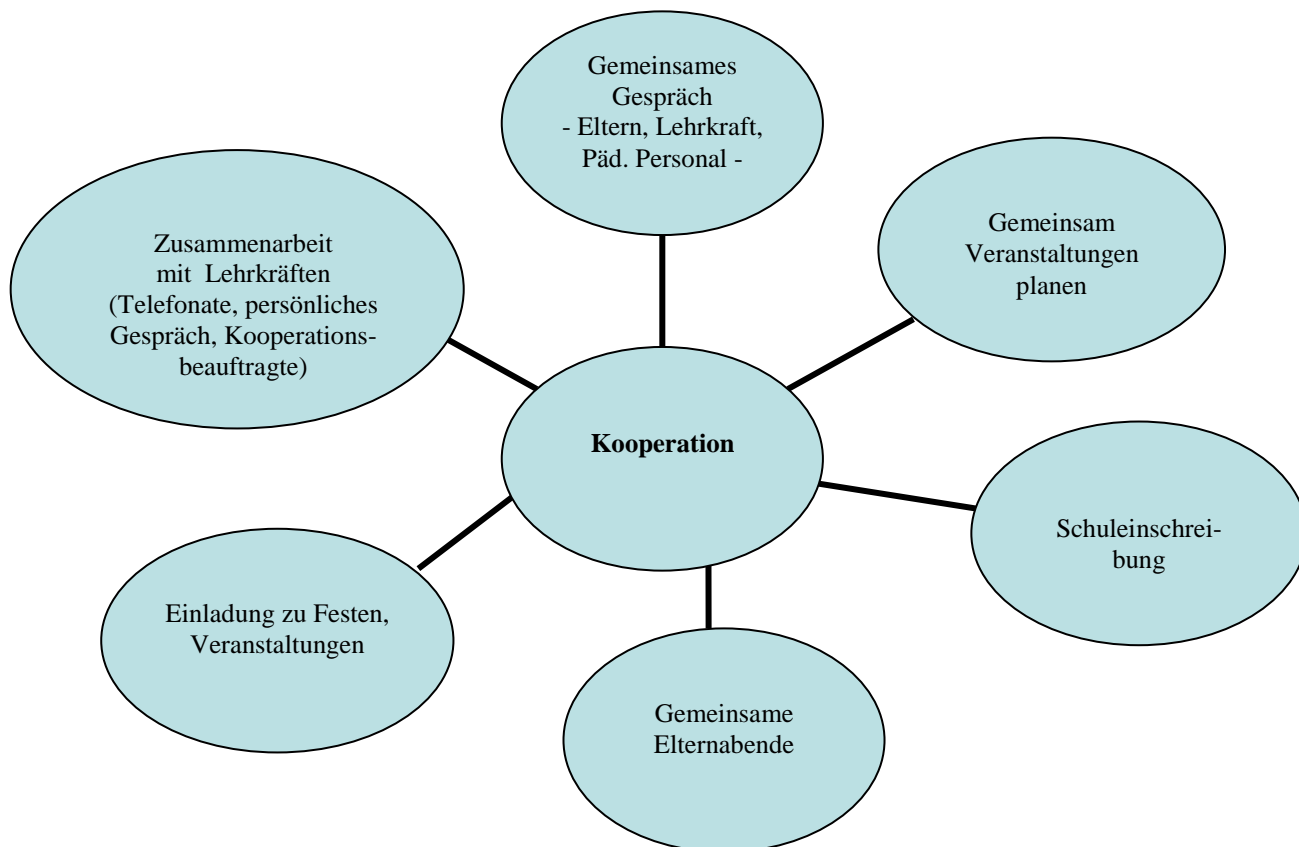 Gemeinsames
Gespräch
- Eltern, Lehrkraft,
Päd. Personal -
Gemeinsam
Veranstaltungen
planen
Zusammenarbeit
mit  Lehrkräften
(Telefonate, persönliches
Gespräch, Kooperations-
beauftragte)
Kooperation
Schuleinschrei-
bung
Einladung zu Festen,
Veranstaltungen
Gemeinsame
Elternabende